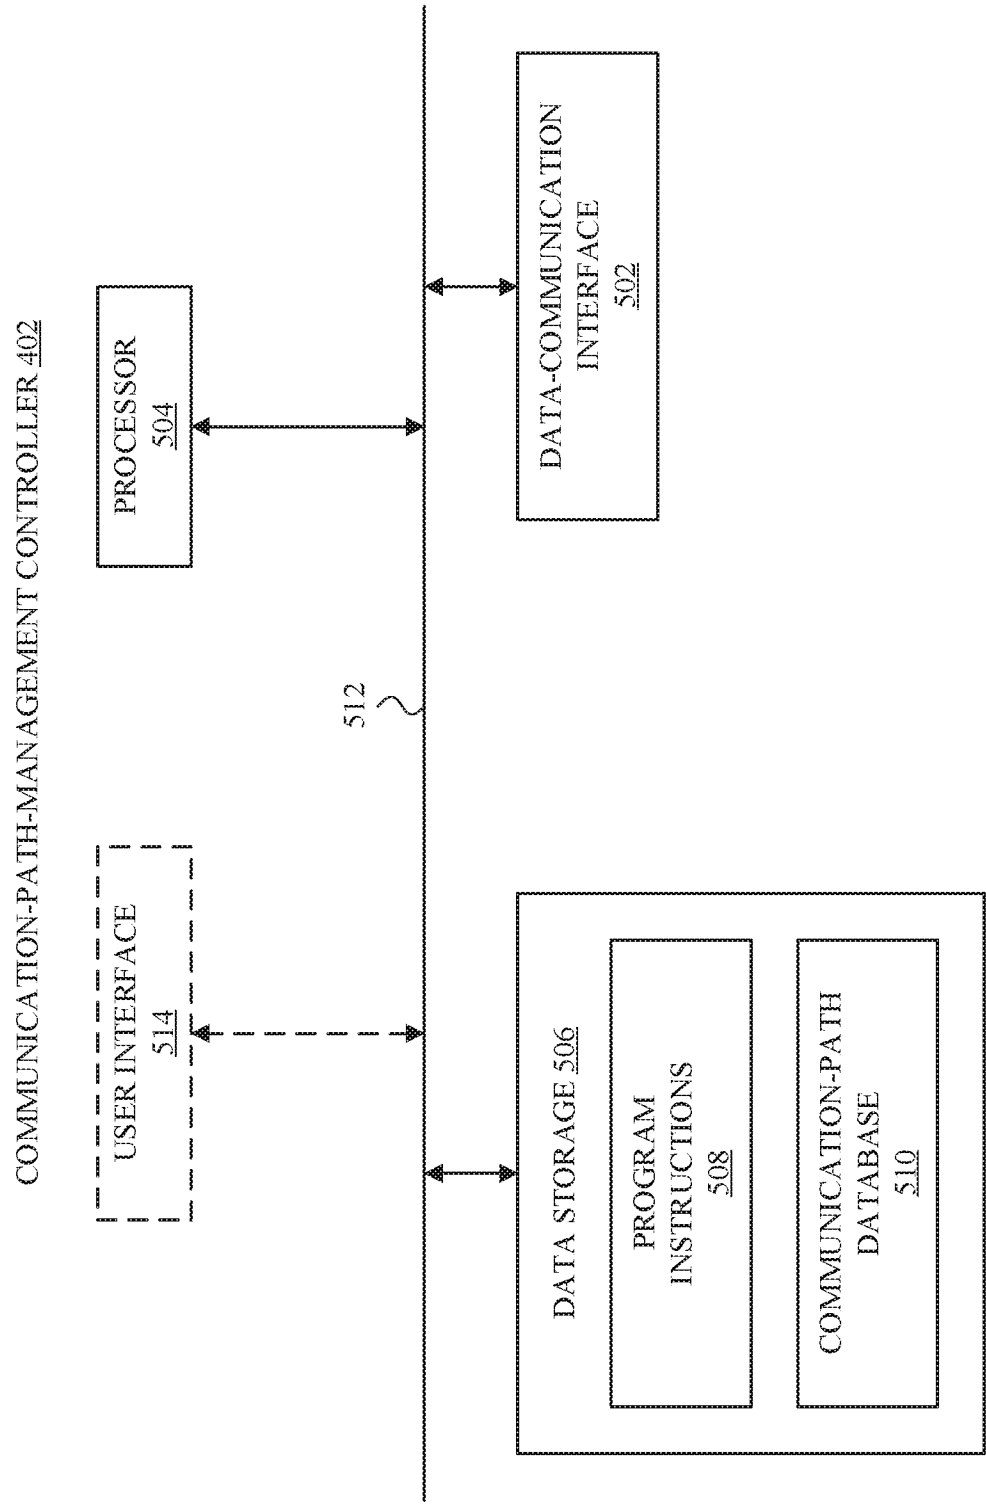 COMMUNICATION-PATH-MANAGEMENT CONTROLLER 402
USER INTERFACE
514
PROCESSOR
504
512
DATA STORAGE 506
PROGRAM
INSTRUCTIONS
508
COMMUNICATION-PATH
DATABASE
510
DATA-COMMUNICATION
INTERFACE
502